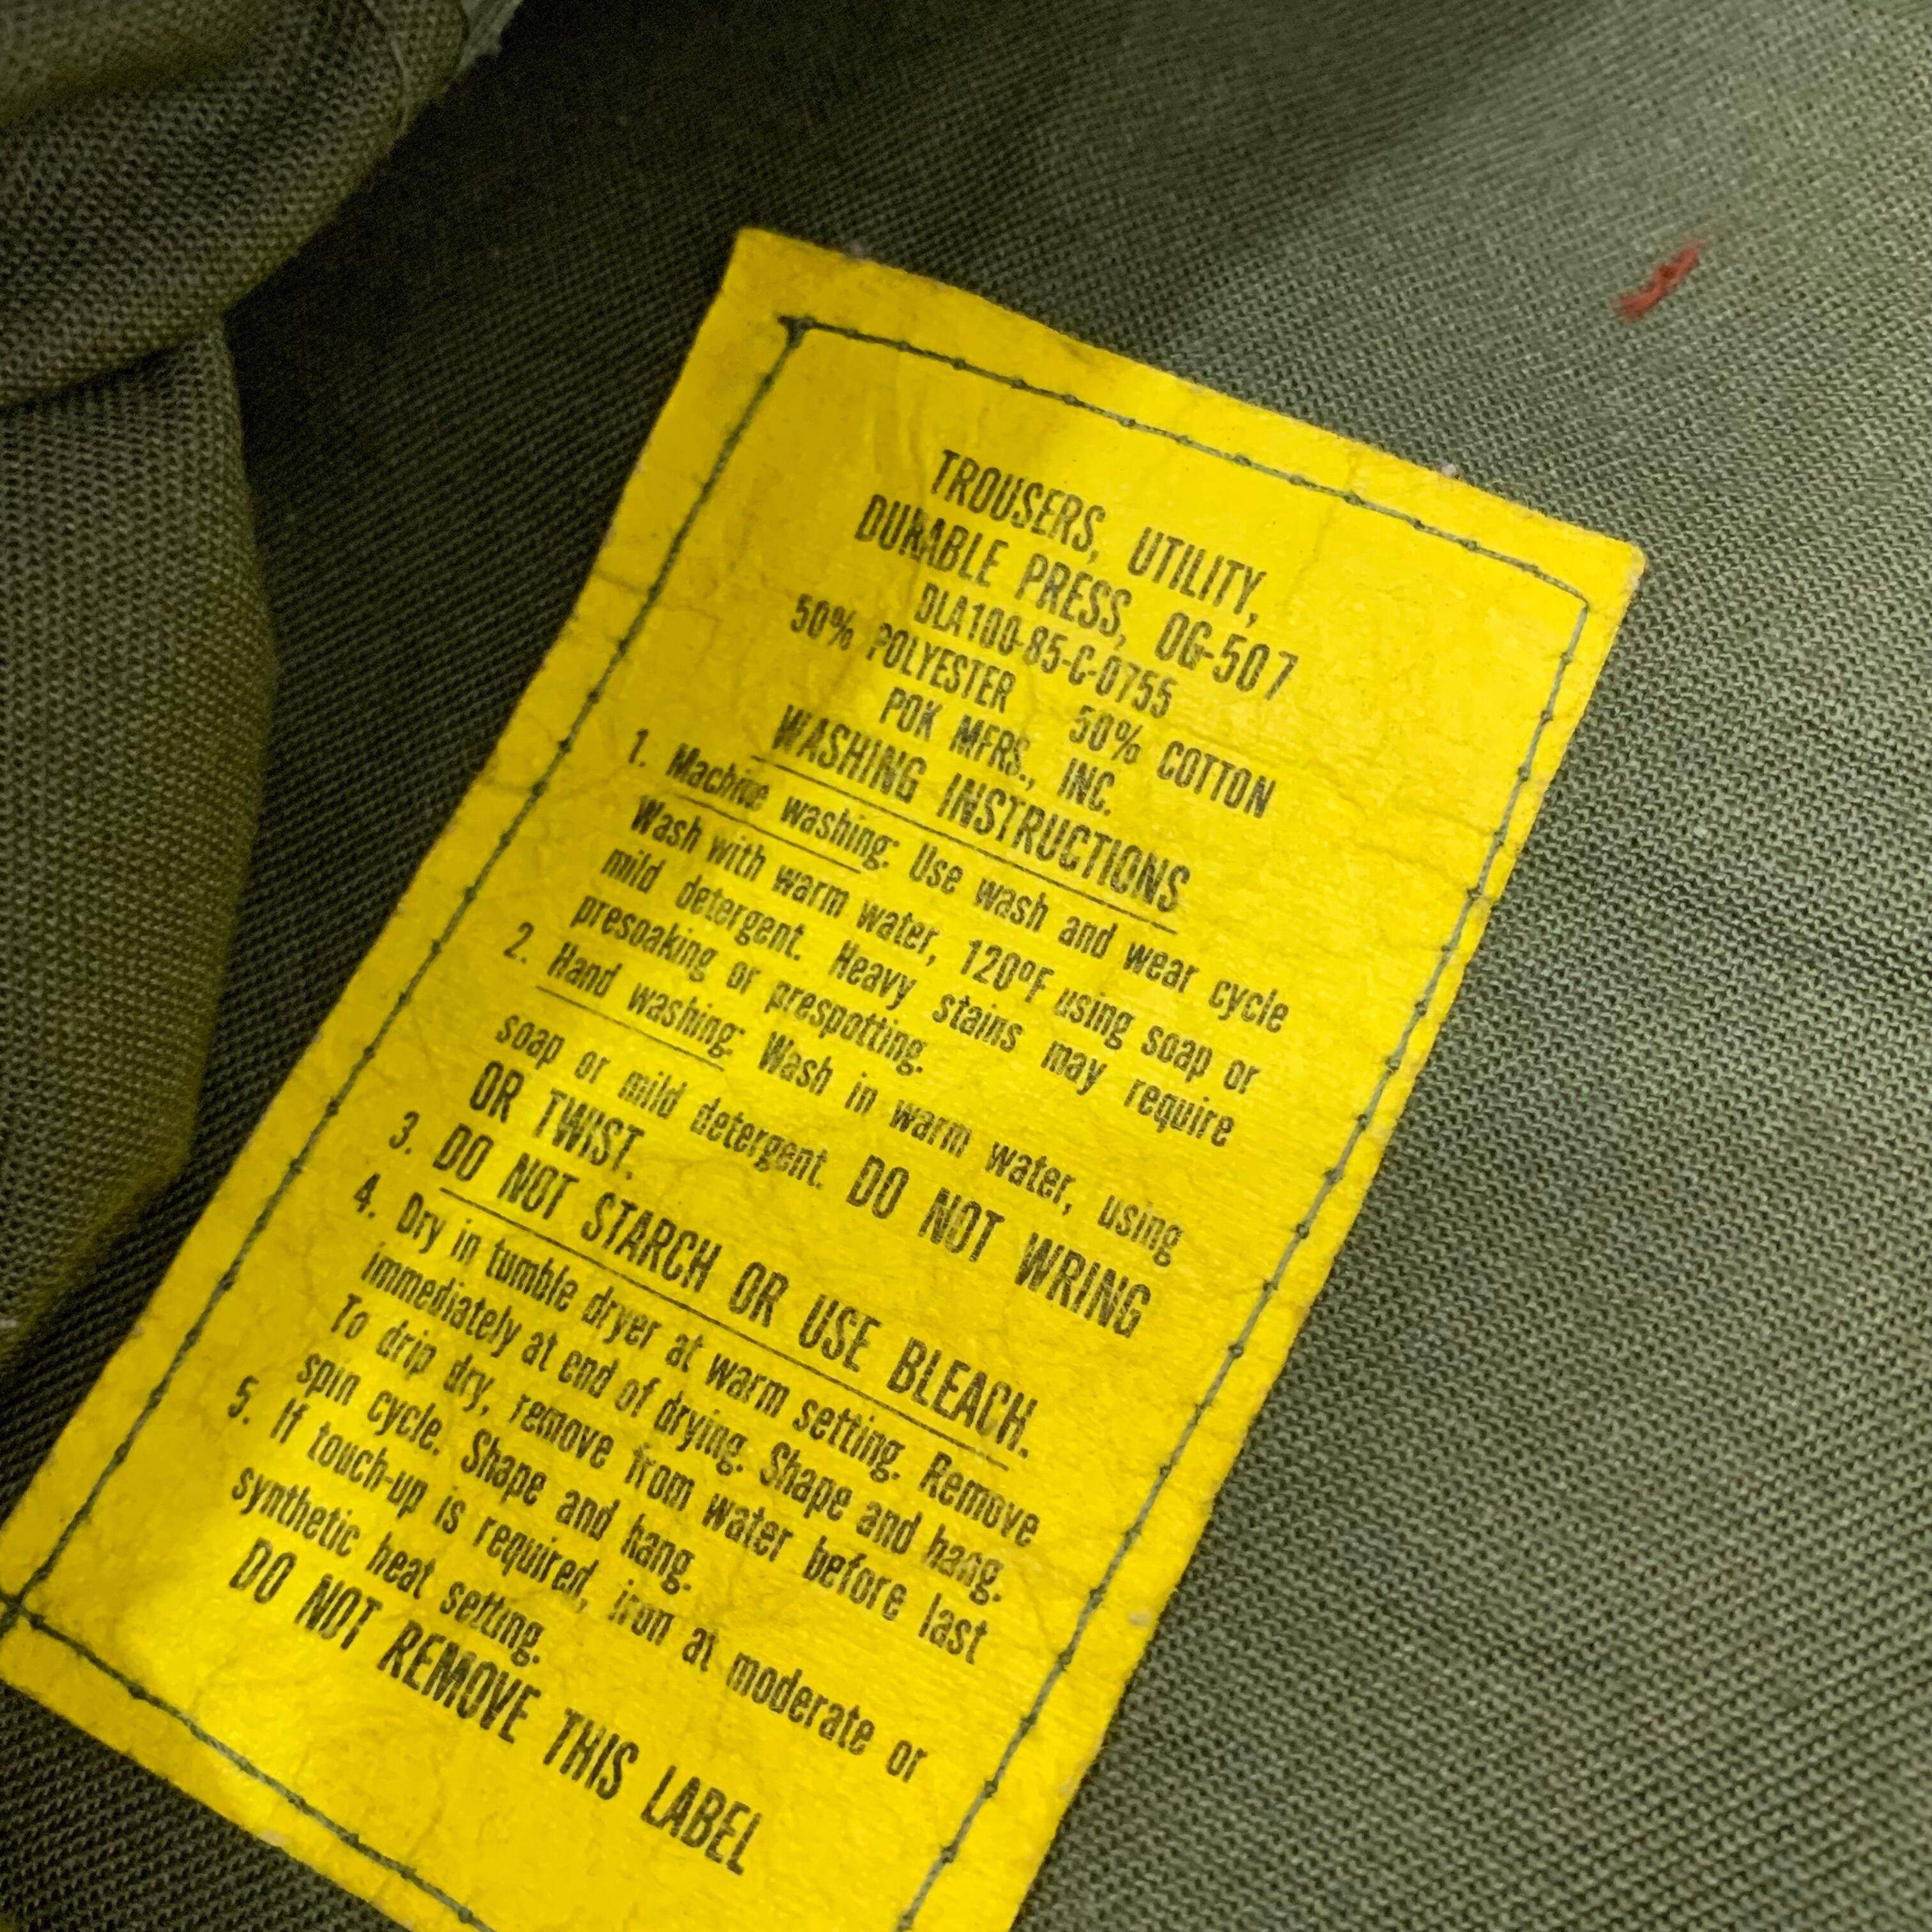 TROUSERS, UTILITY,
DURABLE PRESS, OG-507
DLA100-85-C-0755
50% POLYESTER 50% COTTON
POK MFRS., INC.
WASHING INSTRUCTIONS
1. Machine washing: Use wash and wear cycle
Wash with warm water, 120ºF using soap or
mild detergent. Heavy stains may require
presoaking or prespotting.
2. Hand washing: Wash in warm water, using
soap or mild detergent. DO NOT WRING
OR TWIST.
3. DO NOT STARCH OR USE BLEACH.
4. Dry in tumble dryer at warm setting. Remove
immediately at end of drying. Shape and hang.
To drip dry, remove from water before last
spin cycle. Shape and hang.
5. If touch-up is required, iron at moderate or
synthetic heat setting.
DO NOT REMOVE THIS LABEL